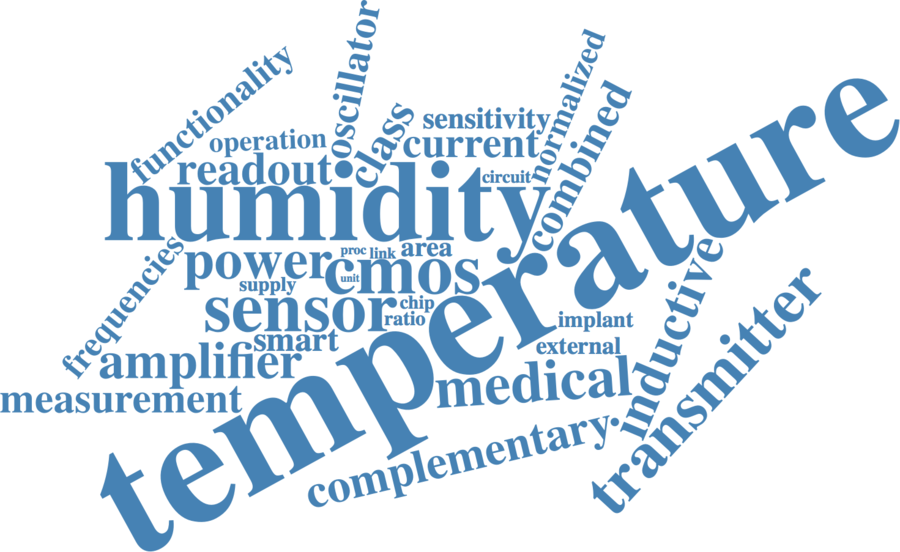 oscillator
functionality
normalized
class
sensitivity
combined
operation
current
readout
circuit
humidity
temperature
frequencies
proc
link
area
power
cmos
unit
supply
inductive
sensor
chip
ratio
transmitter
implant
smart
external
amplifier
medical
measurement
complementary